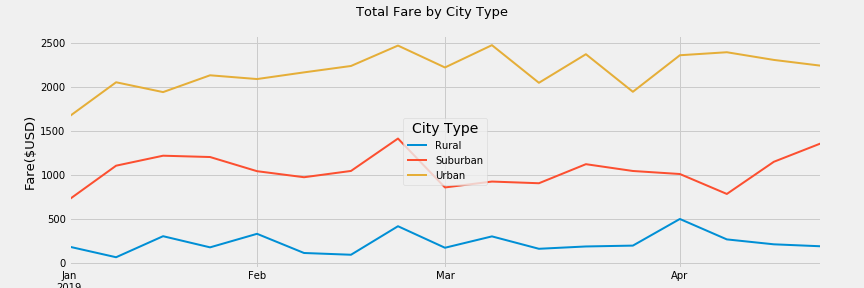 Total Fare by City Type
Fare($USD)
2500
2000
1500
1000
500
0
City Type
Rural
Suburban
Urban
Jan
2019
Feb
Mar
Apr